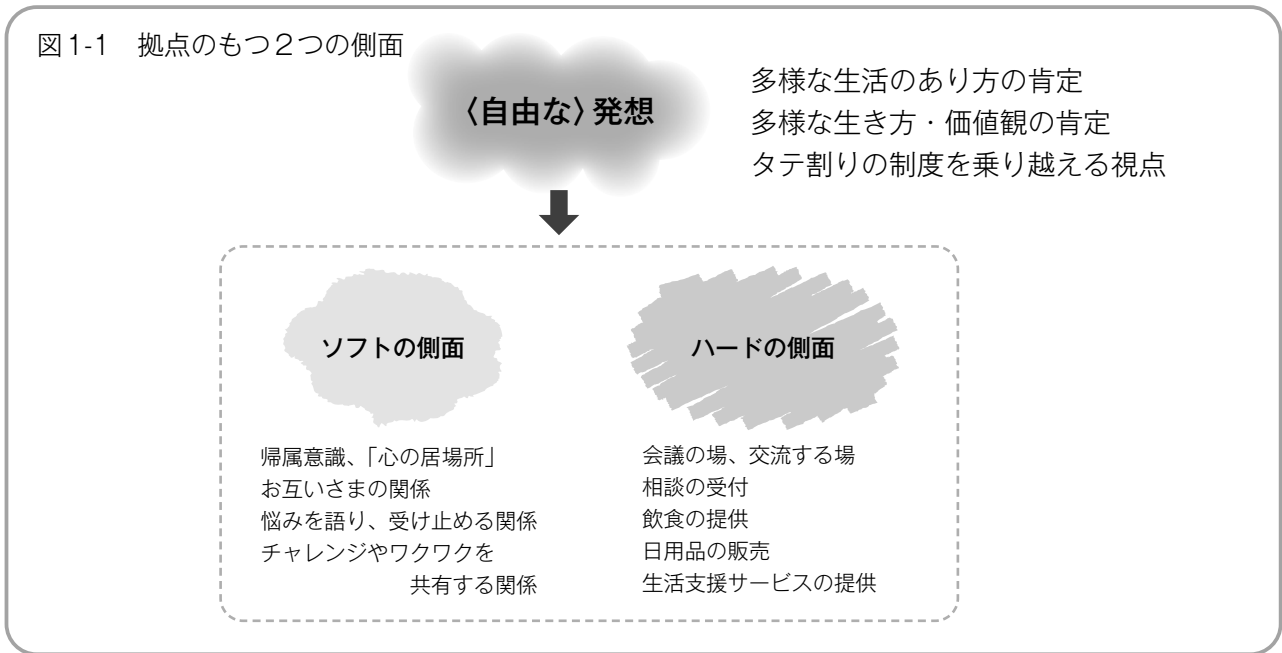 図1-1　拠点のもつ2つの側面
〈自由な〉発想
多様な生活のあり方の肯定
多様な生き方・価値観の肯定
タテ割りの制度を乗り越える視点
ソフトの側面
帰属意識、「心の居場所」
お互いさまの関係
悩みを語り、受け止める関係
チャレンジやワクワクを
共有する関係
ハードの側面
会議の場、交流する場
相談の受付
飲食の提供
日用品の販売
生活支援サービスの提供